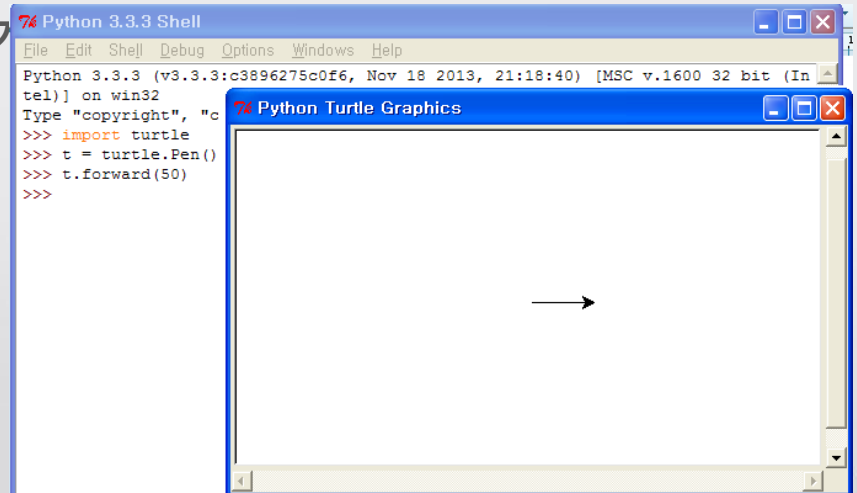 Python 3.3.3 Shell
File Edit Shell Debug Options Windows Help
Python 3.3.3 (v3.3.3:c3896275c0f6, Nov 18 2013, 21:18:40) [MSC v.1600 32 bit (In
tel)] on win32
Type "copyright", "c
>>> import turtle
>>> t = turtle.Pen()
>>> t.forward(50)
>>>
Python Turtle Graphics